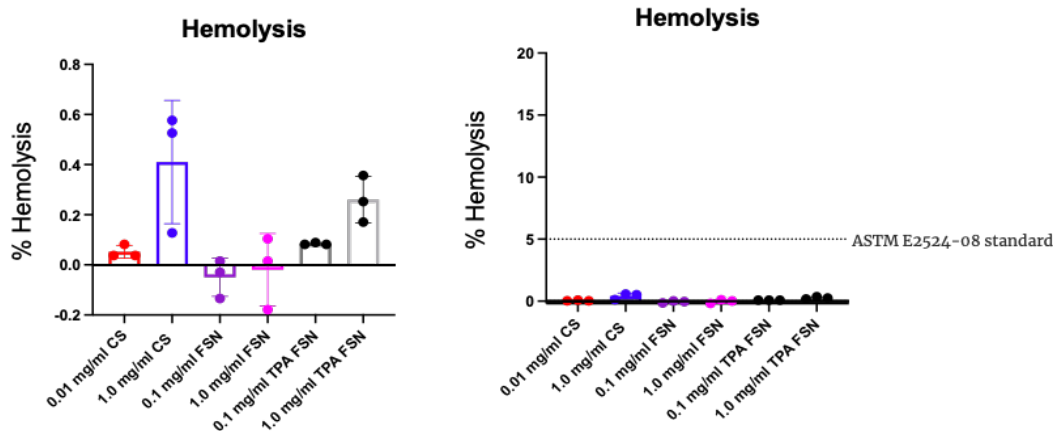 Hemolysis
% Hemolysis
0.8
0.6
0.4
0.2
0.0
-0.2
0.01 mg/ml CS
1.0 mg/ml CS
0.1 mg/ml FSN
1.0 mg/ml FSN
0.1 mg/ml TPA FSN
1.0 mg/ml TPA FSN
Hemolysis
% Hemolysis
20
15
10
5
0
ASTM E2524-08 standard
0.01 mg/ml CS
1.0 mg/ml CS
0.1 mg/ml FSN
1.0 mg/ml FSN
0.1 mg/ml TPA FSN
1.0 mg/ml TPA FSN